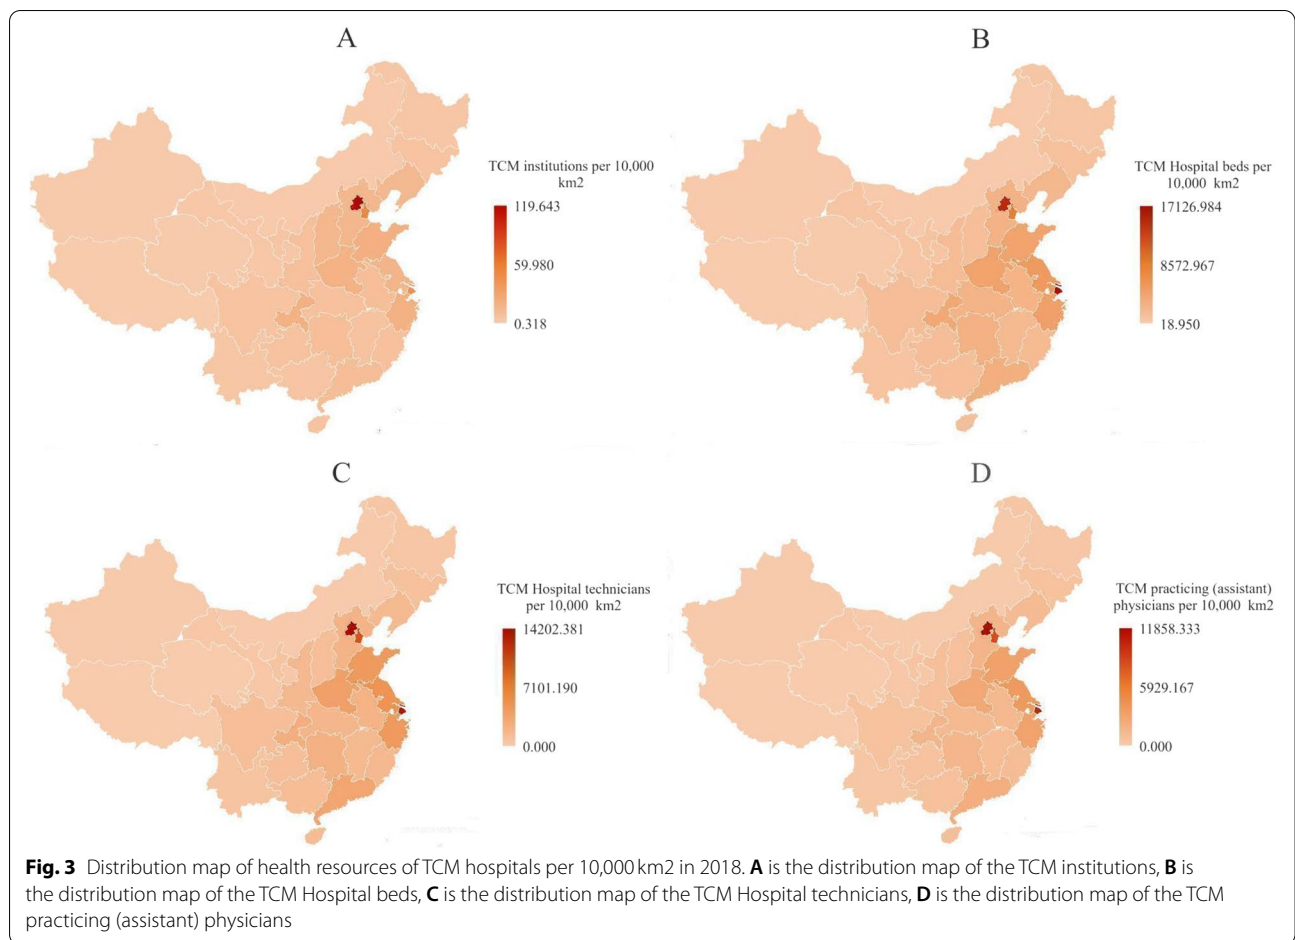 A
TCM institutions per 10,000
km2
119.643
59.980
0.318
B
TCM Hospital beds per
10,000 km2
17126.984
8572.967
18.950
C
TCM Hospital technicians
per 10,000 km2
14202.381
7101.190
0.000
D
TCM practicing (assistant)
physicians per 10,000 km2
11858.333
5929.167
0.000
Fig. 3 Distribution map of health resources of TCM hospitals per 10,000 km2 in 2018. A is the distribution map of the TCM institutions, B is
the distribution map of the TCM Hospital beds, C is the distribution map of the TCM Hospital technicians, D is the distribution map of the TCM
practicing (assistant) physicians